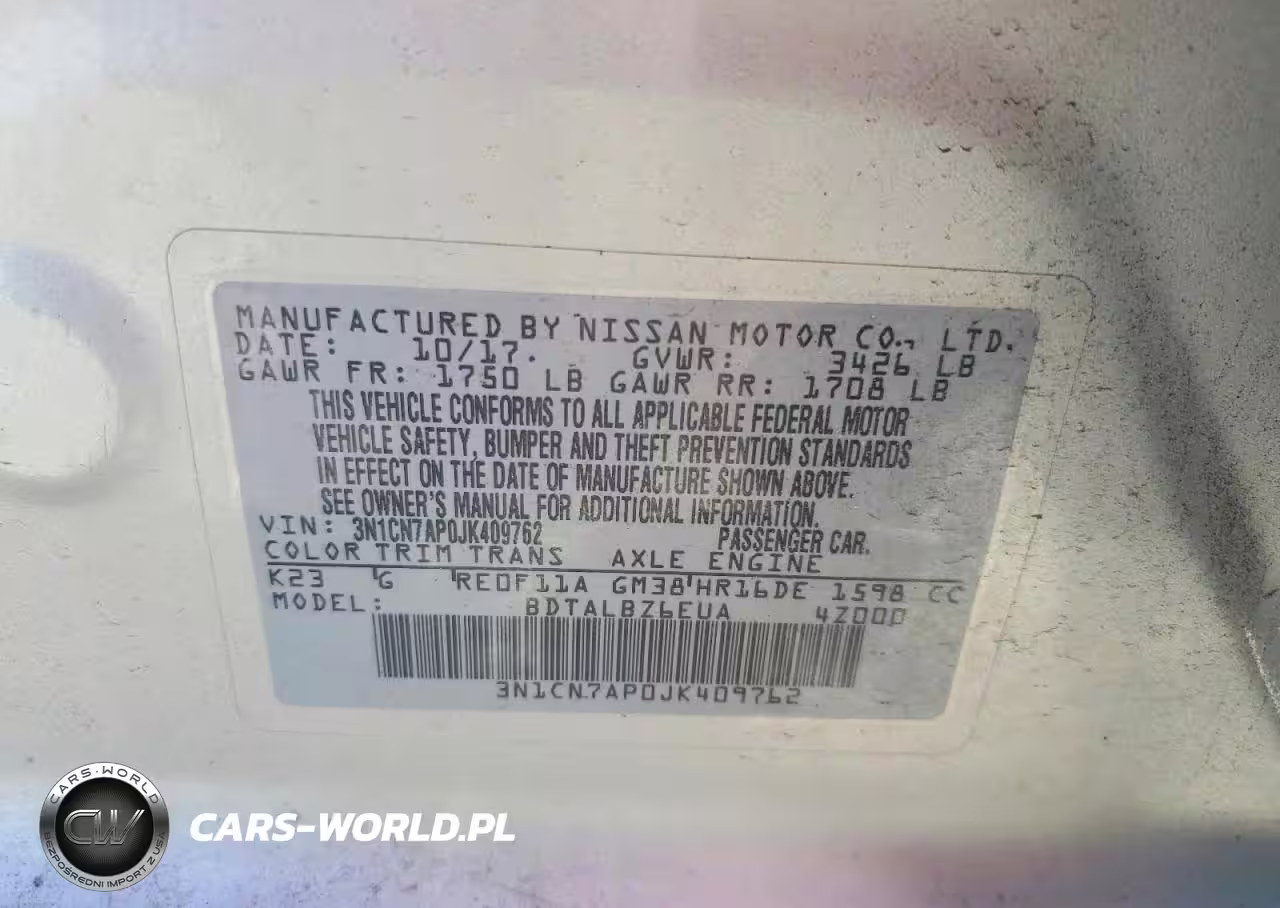 MANUFACTURED BY NISSAN MOTOR CO., LTD.
DATE: 10/17. GVWR: 3426 LB
GAWR FR: 1750 LB GAWR RR: 1708 LB
THIS VEHICLE CONFORMS TO ALL APPLICABLE FEDERAL MOTOR
VEHICLE SAFETY, BUMPER AND THEFT PREVENTION STANDARDS
IN EFFECT ON THE DATE OF MANUFACTURE SHOWN ABOVE.
SEE OWNER'S MANUAL FOR ADDITIONAL INFORMATION.
VIN: 3N1CN7AP0JK409762 PASSENGER CAR.
COLOR TRIM TRANS AXLE ENGINE
K23 G RE0F11A GM38 HR16DE 1598 CC
MODEL: BDTALBZ6EUA 4Z000
3N1CN7AP0JK409762
CARS-WORLD
CW
BEZPOŚREDNI IMPORT Z USA
CARS-WORLD.PL